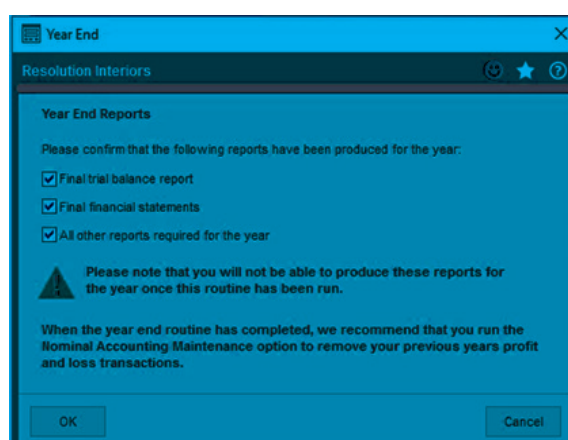 Year End
Resolution Interiors
Year End Reports
Please confirm that the following reports have been produced for the year:
Final trial balance report
Final financial statements
All other reports required for the year
Please note that you will not be able to produce these reports for
the year once this routine has been run.
When the year end routine has completed, we recommend that you run the
Nominal Accounting Maintenance option to remove your previous years profit
and loss transactions.
OK
Cancel